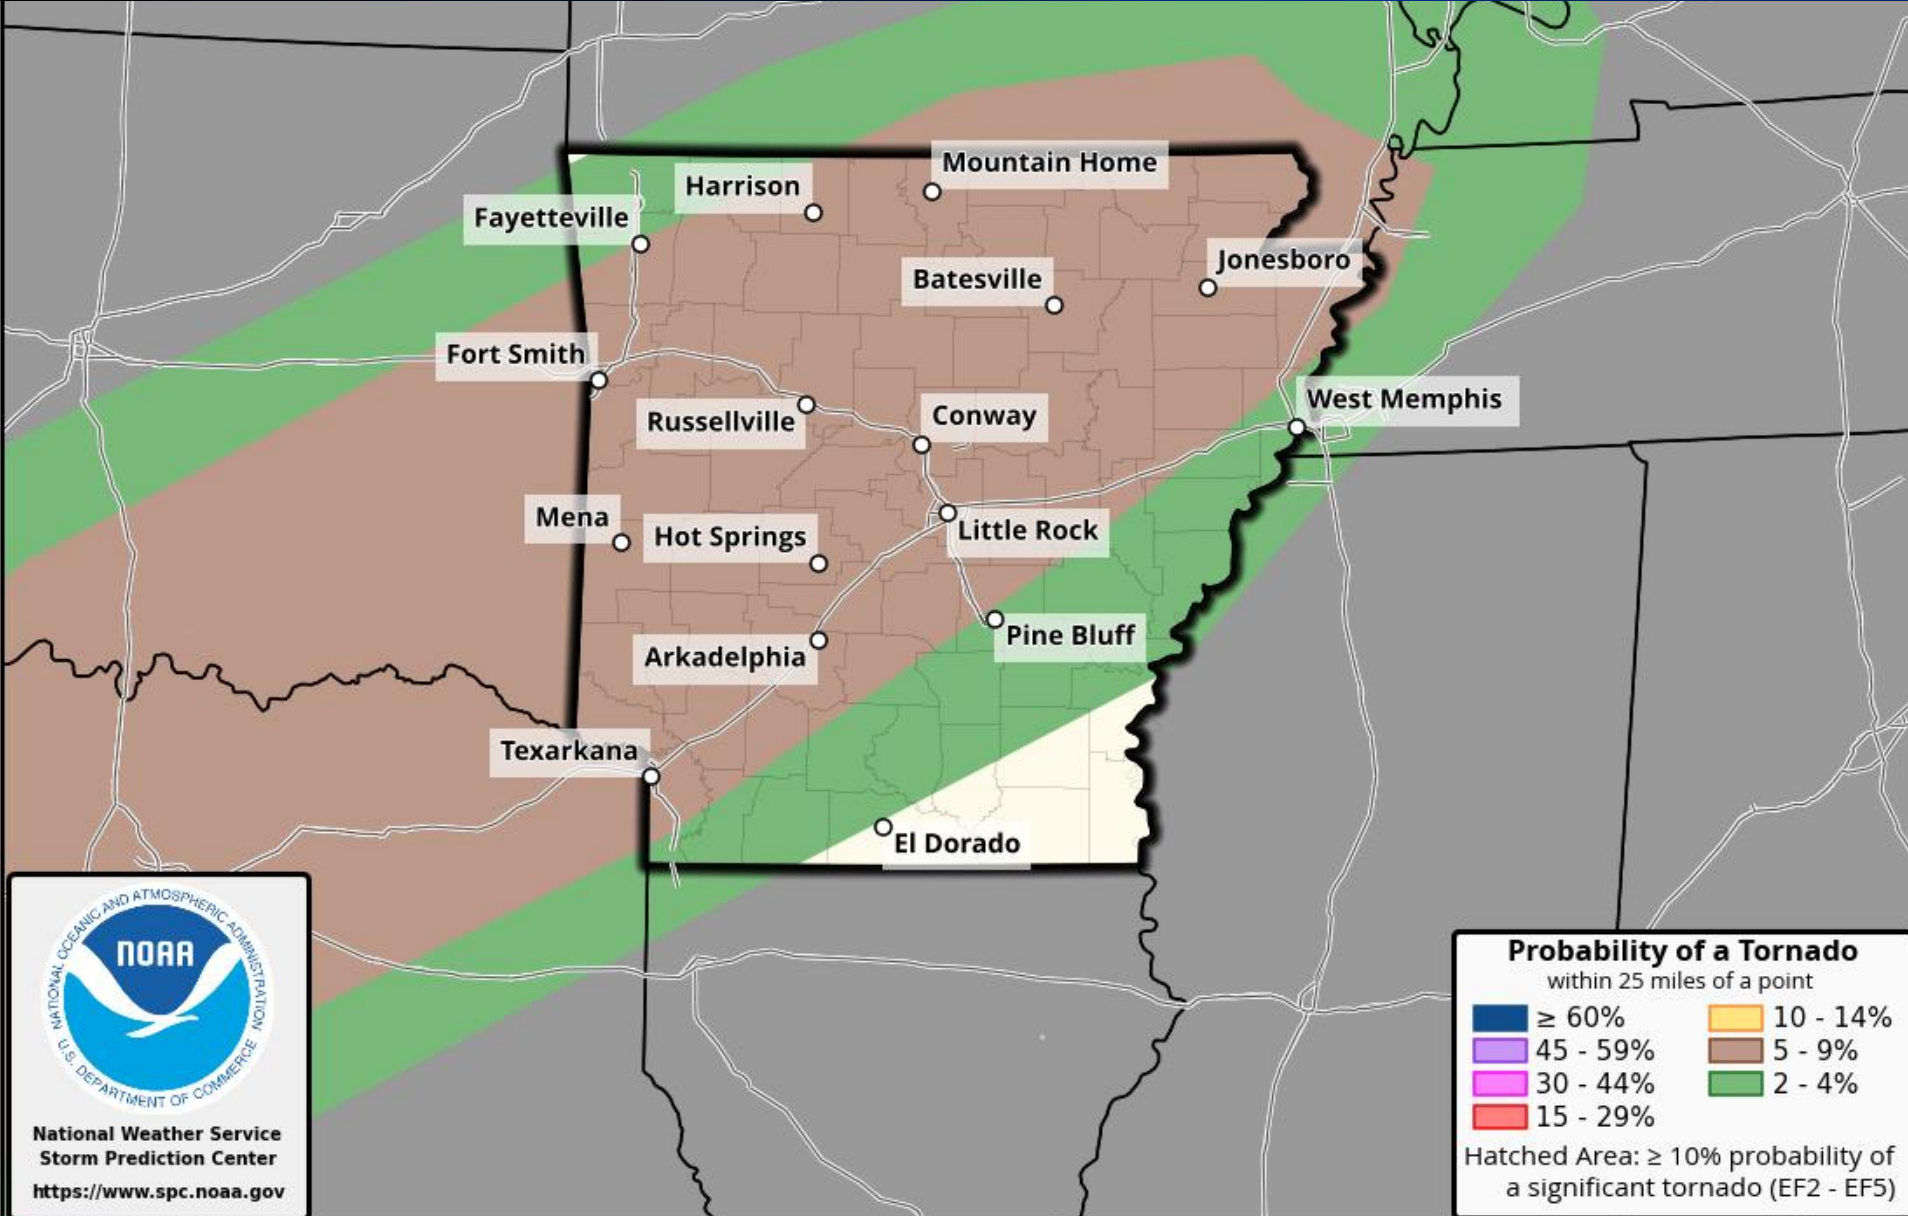 Mountain Home
Harrison
Fayetteville
Jonesboro
Batesville
Fort Smith
West Memphis
Russellville
Conway
Mena
Hot Springs
Little Rock
Pine Bluff
Arkadelphia
Texarkana
El Dorado
NATIONAL OCEANIC AND ATMOSPHERIC ADMINISTRATION
NOAA
U.S. DEPARTMENT OF COMMERCE
National Weather Service
Storm Prediction Center
https://www.spc.noaa.gov
Probability of a Tornado
within 25 miles of a point
≥ 60%
45 - 59%
30 - 44%
15 - 29%
10 - 14%
5 - 9%
2 - 4%
Hatched Area: ≥ 10% probability of
a significant tornado (EF2 - EF5)